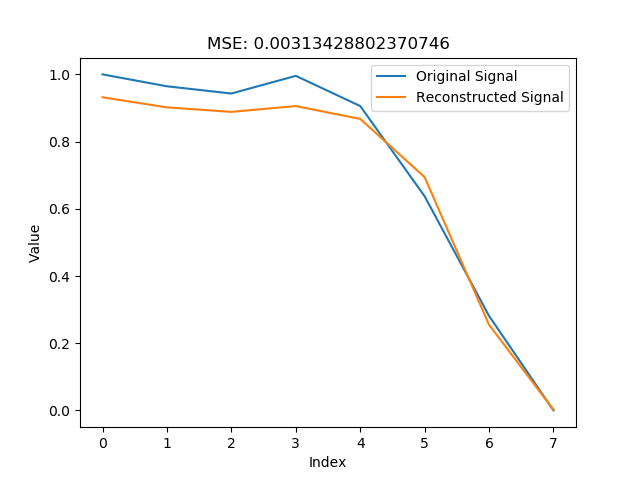 MSE: 0.00313428802370746
Original Signal
Reconstructed Signal
1.0
0.8
0.6
0.4
0.2
0.0
Value
0 1 2 3 4 5 6 7
Index